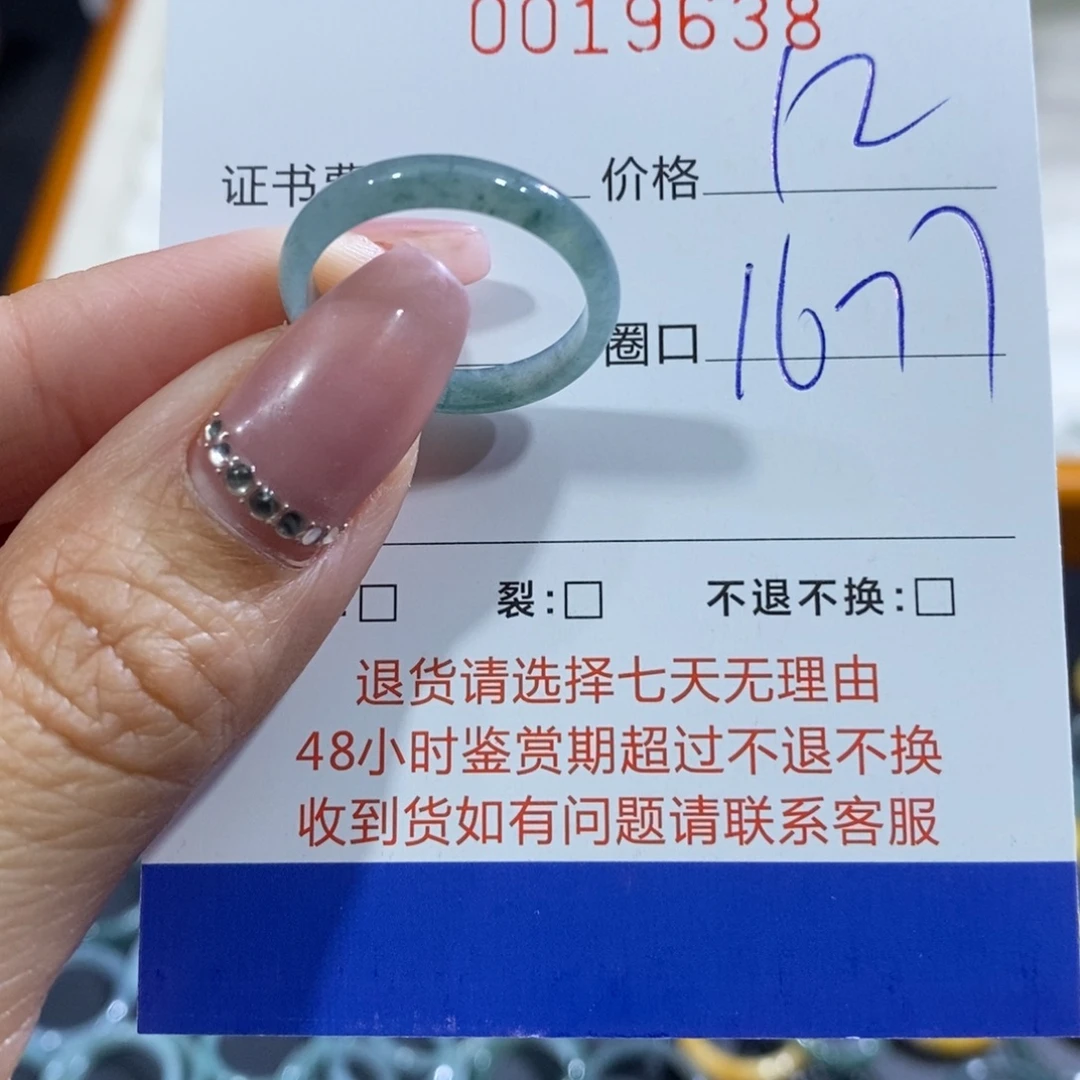 0019638
证书费 价格 12
圈口 1677
裂:□ 不退不换:□
退货请选择七天无理由
48小时鉴赏期超过不退不换
收到货如有问题请联系客服